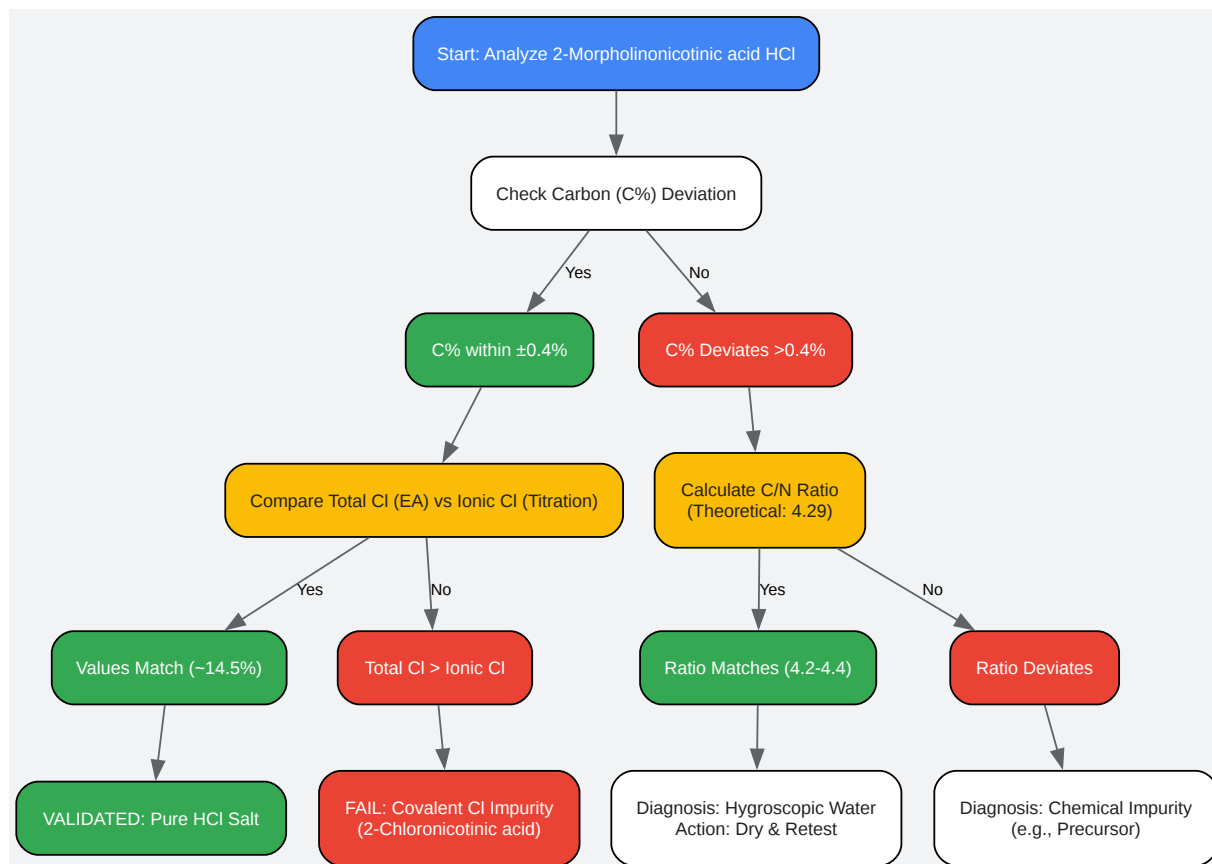 Start: Analyze 2-Morpholinonicotinic acid HCl
Check Carbon (C%) Deviation
Yes
No
C% within ±0.4%
C% Deviates >0.4%
Compare Total Cl (EA) vs Ionic Cl (Titration)
Calculate C/N Ratio
(Theoretical: 4.29)
Yes
No
Yes
No
Values Match (~14.5%)
Total Cl > Ionic Cl
Ratio Matches (4.2-4.4)
Ratio Deviates
VALIDATED: Pure HCl Salt
FAIL: Covalent Cl Impurity
(2-Chloronicotinic acid)
Diagnosis: Hygroscopic Water
Action: Dry & Retest
Diagnosis: Chemical Impurity
(e.g., Precursor)